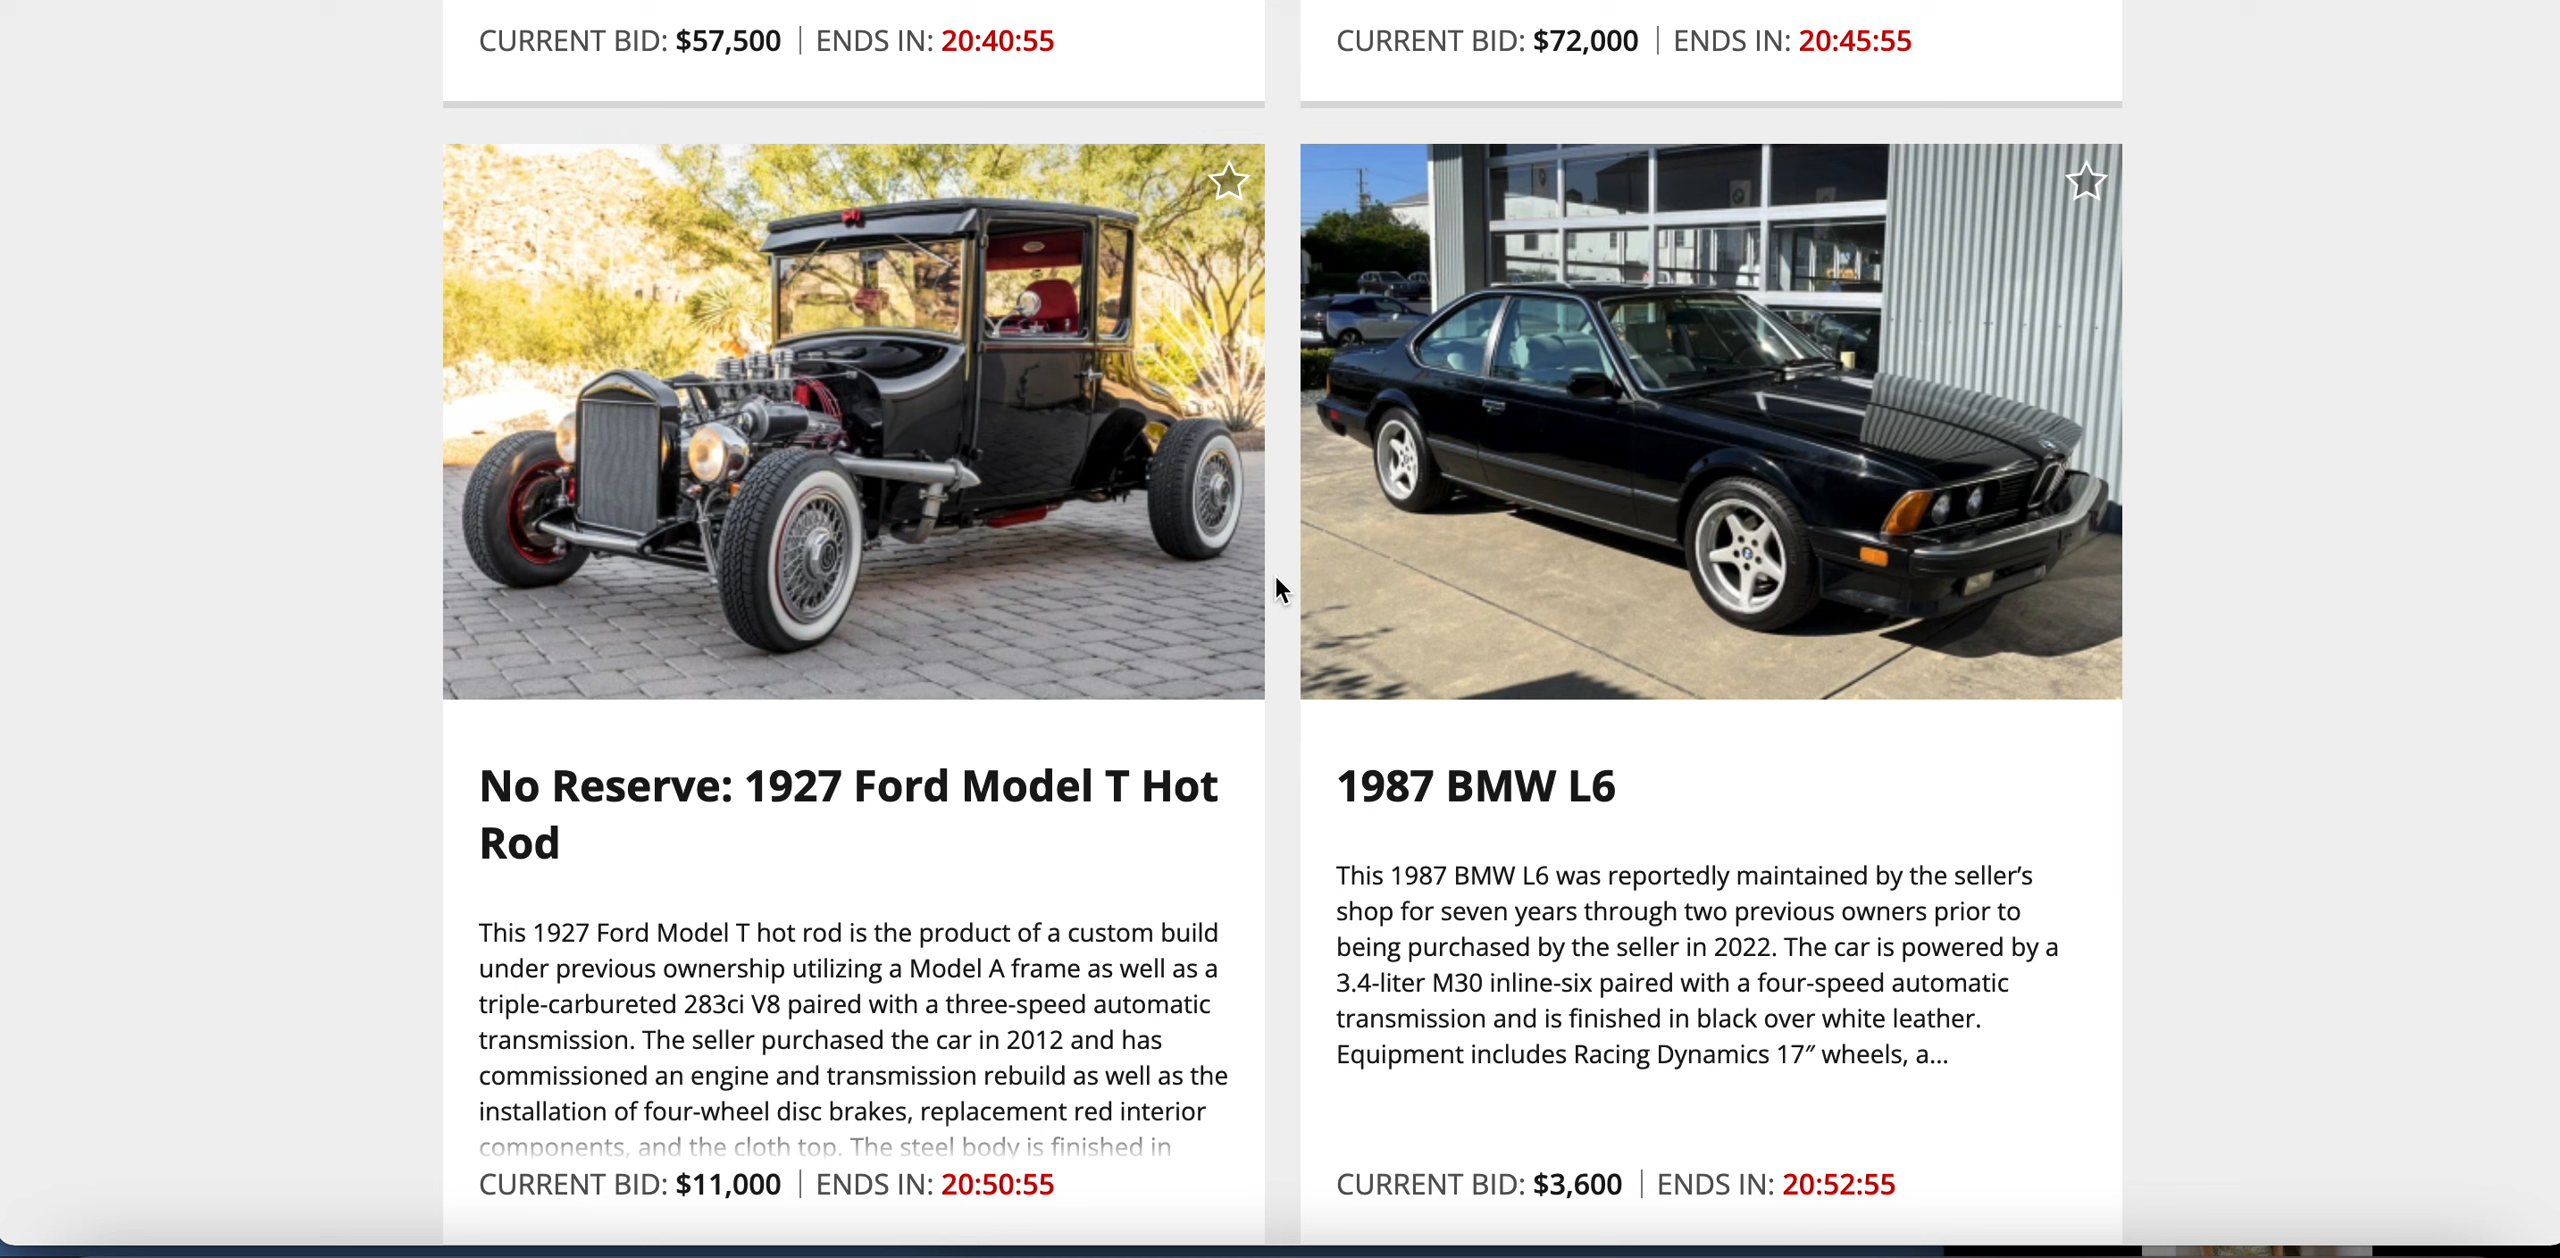 CURRENT BID: $57,500 | ENDS IN: 20:40:55
CURRENT BID: $72,000 | ENDS IN: 20:45:55
No Reserve: 1927 Ford Model T Hot
Rod
This 1927 Ford Model T hot rod is the product of a custom build
under previous ownership utilizing a Model A frame as well as a
triple-carbureted 283ci V8 paired with a three-speed automatic
transmission. The seller purchased the car in 2012 and has
commissioned an engine and transmission rebuild as well as the
installation of four-wheel disc brakes, replacement red interior
components, and the cloth top. The steel body is finished in
CURRENT BID: $11,000 | ENDS IN: 20:50:55
1987 BMW L6
This 1987 BMW L6 was reportedly maintained by the seller’s
shop for seven years through two previous owners prior to
being purchased by the seller in 2022. The car is powered by a
3.4-liter M30 inline-six paired with a four-speed automatic
transmission and is finished in black over white leather.
Equipment includes Racing Dynamics 17″ wheels, a...
CURRENT BID: $3,600 | ENDS IN: 20:52:55